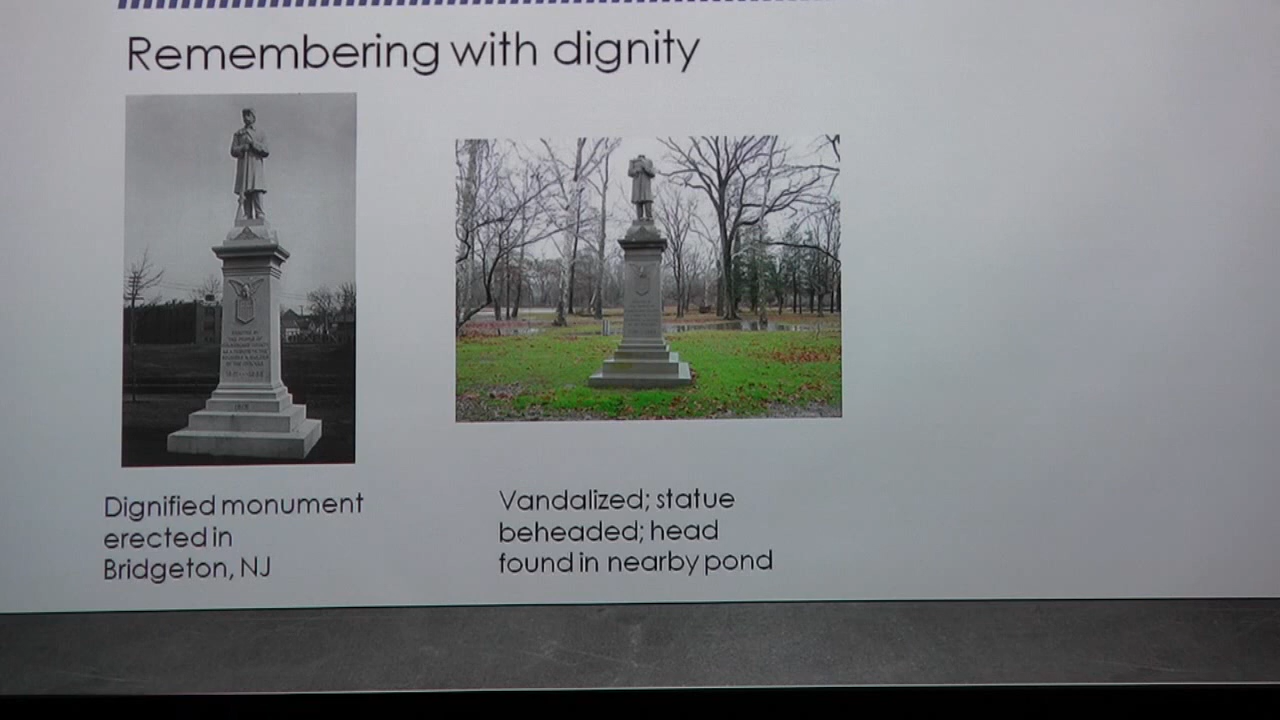 Remembering with dignity
Dignified monument
erected in
Bridgeton, NJ
Vandalized; statue
beheaded; head
found in nearby pond